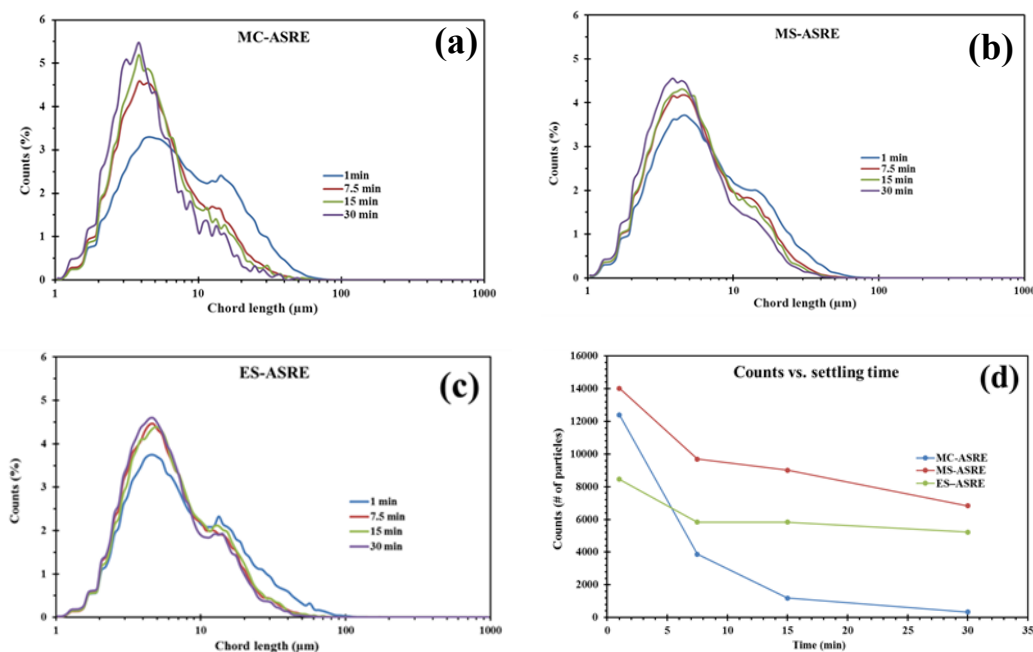 MC-ASRE
(a)
6
5
4
3
2
1
0
Counts (%)
1min
7.5 min
15 min
30 min
1 10 100 1000
Chord length (µm)
MS-ASRE
(b)
6
5
4
3
2
1
0
Counts (%)
1 min
7.5 min
15 min
30 min
1 10 100 1000
Chord length (µm)
ES-ASRE
(c)
6
5
4
3
2
1
0
Counts (%)
1 min
7.5 min
15 min
30 min
1 10 100 1000
Chord length (µm)
Counts vs. settling time
(d)
16000
14000
12000
10000
8000
6000
4000
2000
0
Counts (# of particles)
MC-ASRE
MS-ASRE
ES–ASRE
0 5 10 15 20 25 30 35
Time (min)